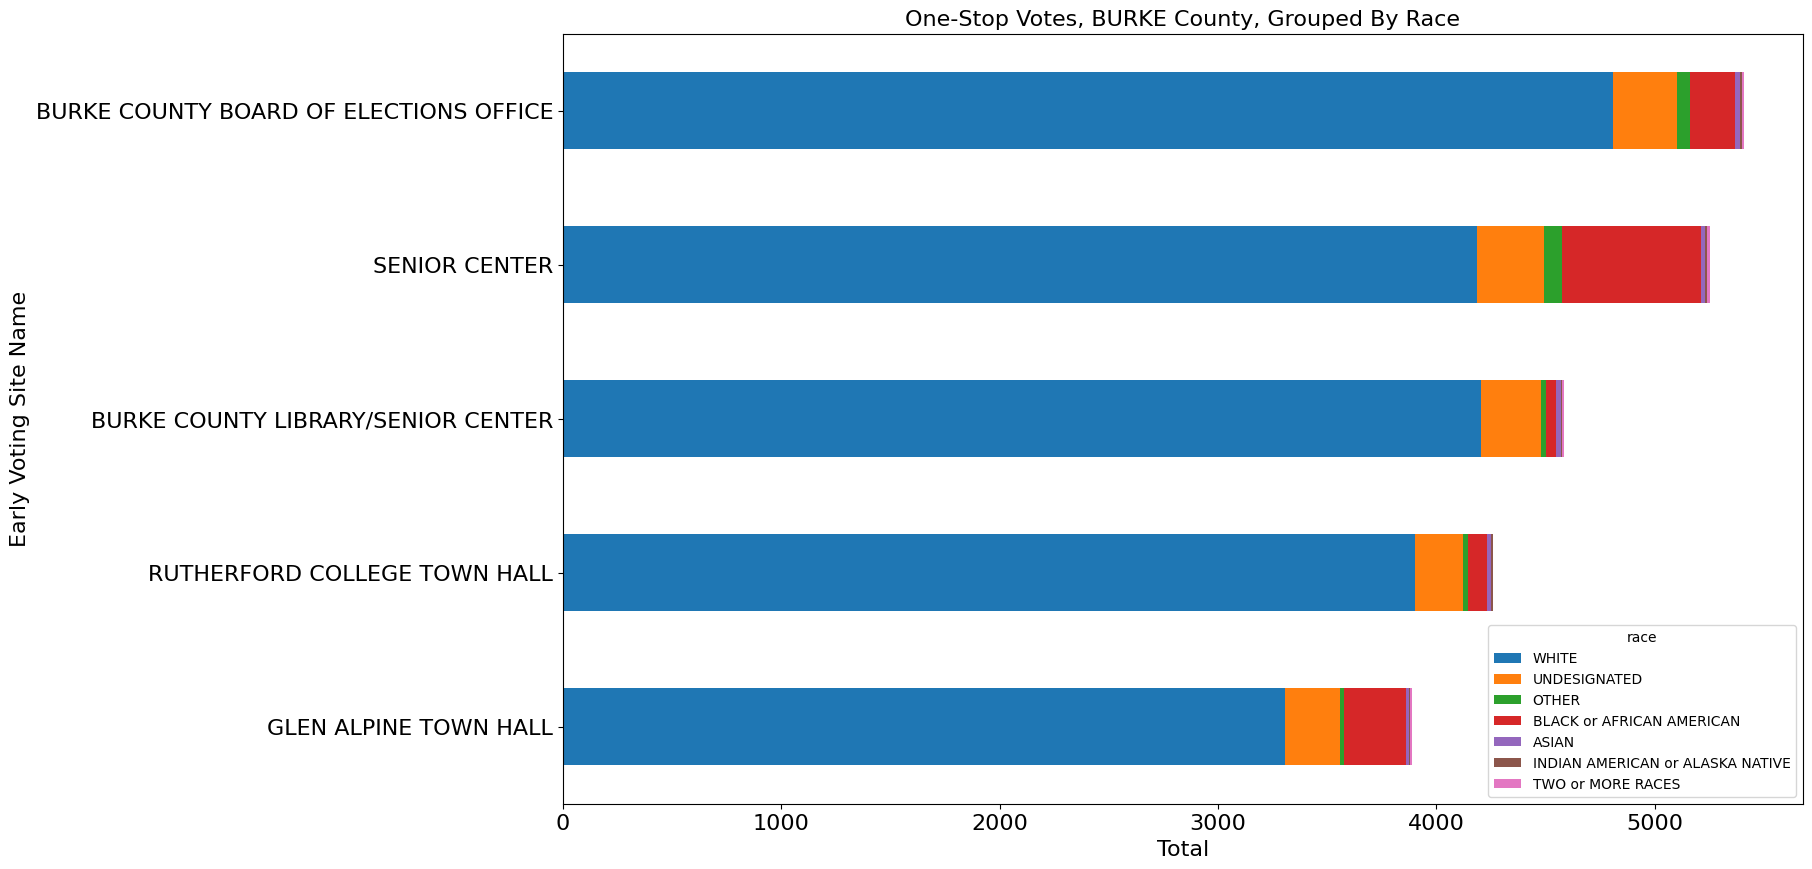 One-Stop Votes, BURKE County, Grouped By Race
Early Voting Site Name
BURKE COUNTY BOARD OF ELECTIONS OFFICE
SENIOR CENTER
BURKE COUNTY LIBRARY/SENIOR CENTER
RUTHERFORD COLLEGE TOWN HALL
GLEN ALPINE TOWN HALL
race
WHITE
UNDESIGNATED
OTHER
BLACK or AFRICAN AMERICAN
ASIAN
INDIAN AMERICAN or ALASKA NATIVE
TWO or MORE RACES
0 1000 2000 3000 4000 5000
Total